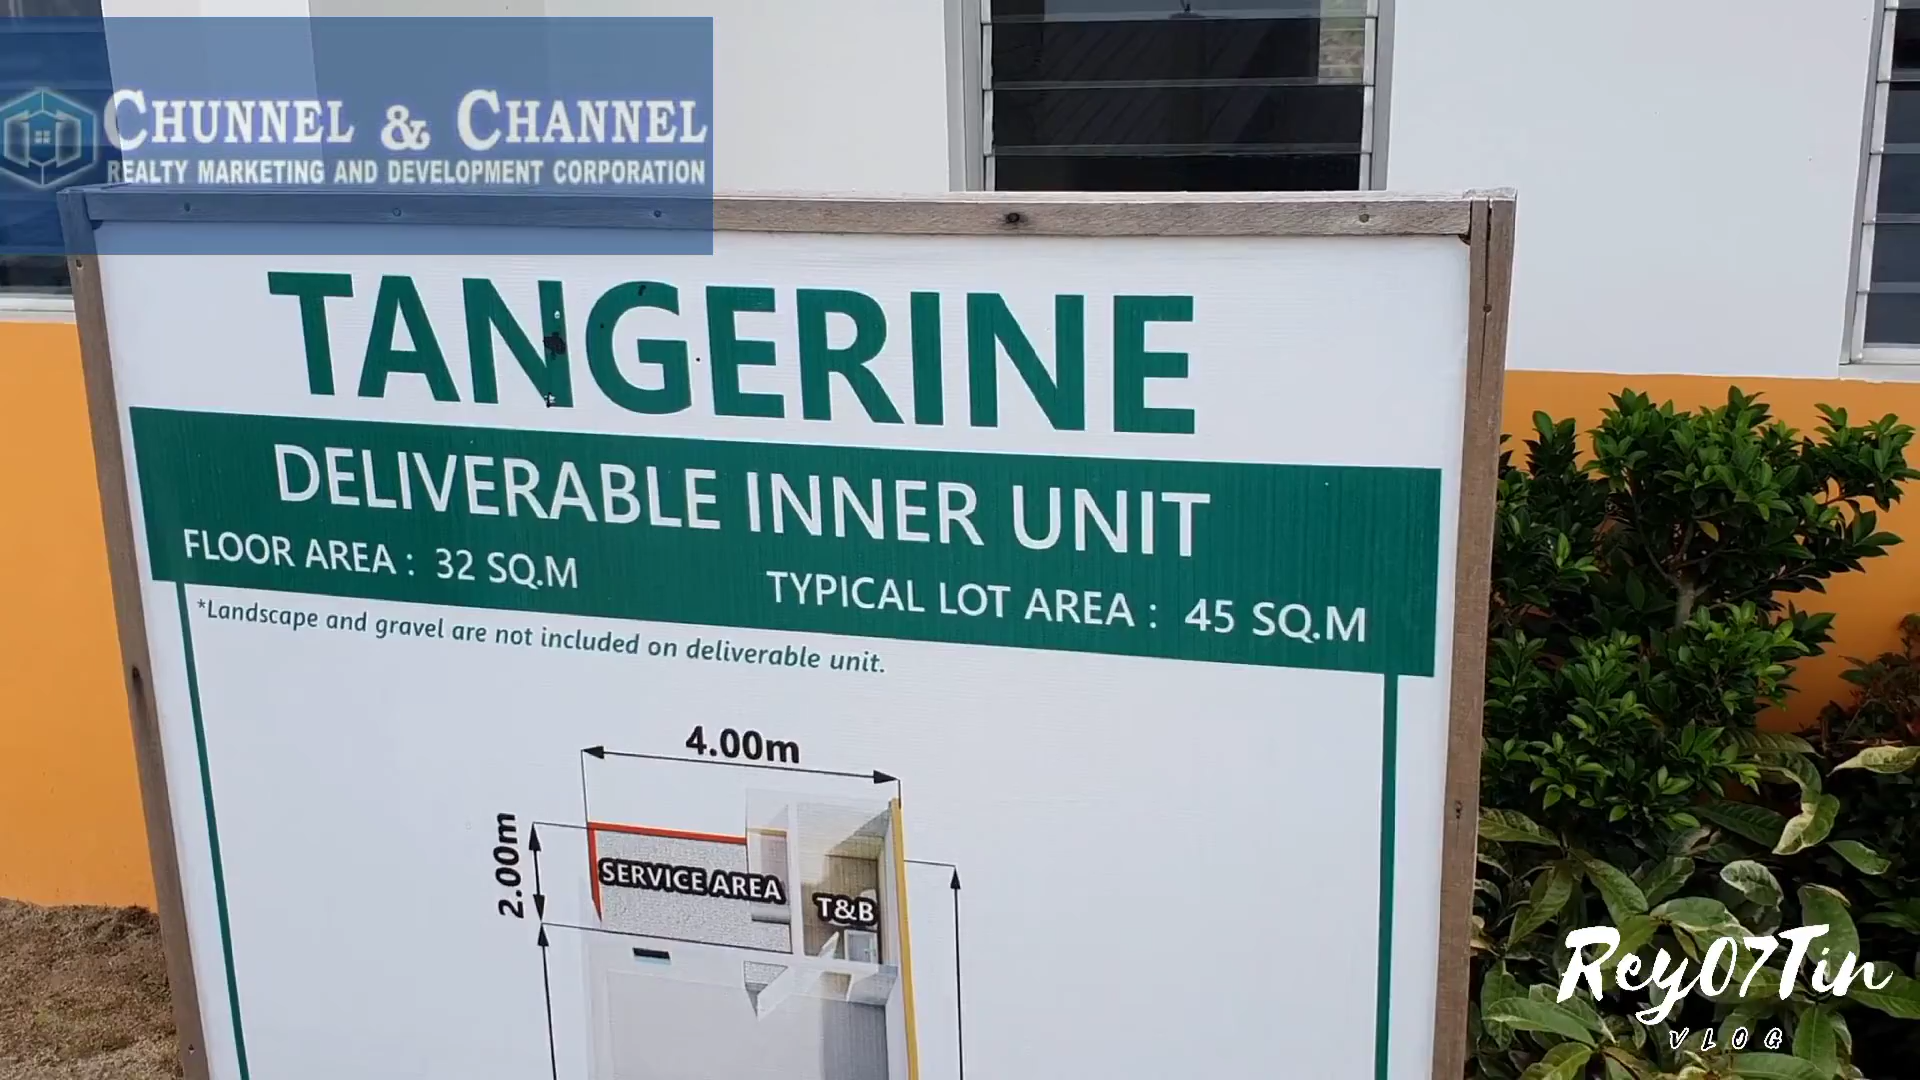 CHUNNEL & CHANNEL
REALTY MARKETING AND DEVELOPMENT CORPORATION
TANGERINE
DELIVERABLE INNER UNIT
FLOOR AREA : 32 SQ.M
TYPICAL LOT AREA : 45 SQ.M
*Landscape and gravel are not included on deliverable unit.
4.00m
2.00m
SERVICE AREA
T&B
Rey07Tin
VLOG